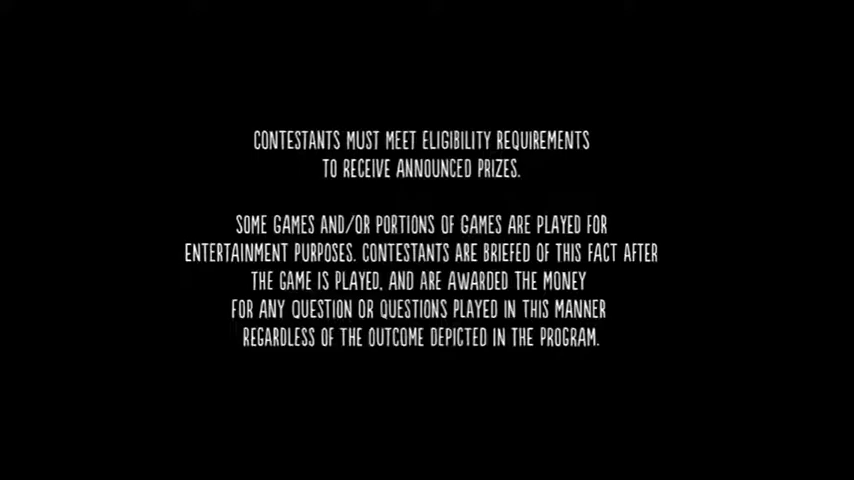 CONTESTANTS MUST MEET ELIGIBILITY REQUIREMENTS
TO RECEIVE ANNOUNCED PRIZES.
SOME GAMES AND/OR PORTIONS OF GAMES ARE PLAYED FOR
ENTERTAINMENT PURPOSES. CONTESTANTS ARE BRIEFED OF THIS FACT AFTER
THE GAME IS PLAYED, AND ARE AWARDED THE MONEY
FOR ANY QUESTION OR QUESTIONS PLAYED IN THIS MANNER
REGARDLESS OF THE OUTCOME DEPICTED IN THE PROGRAM.